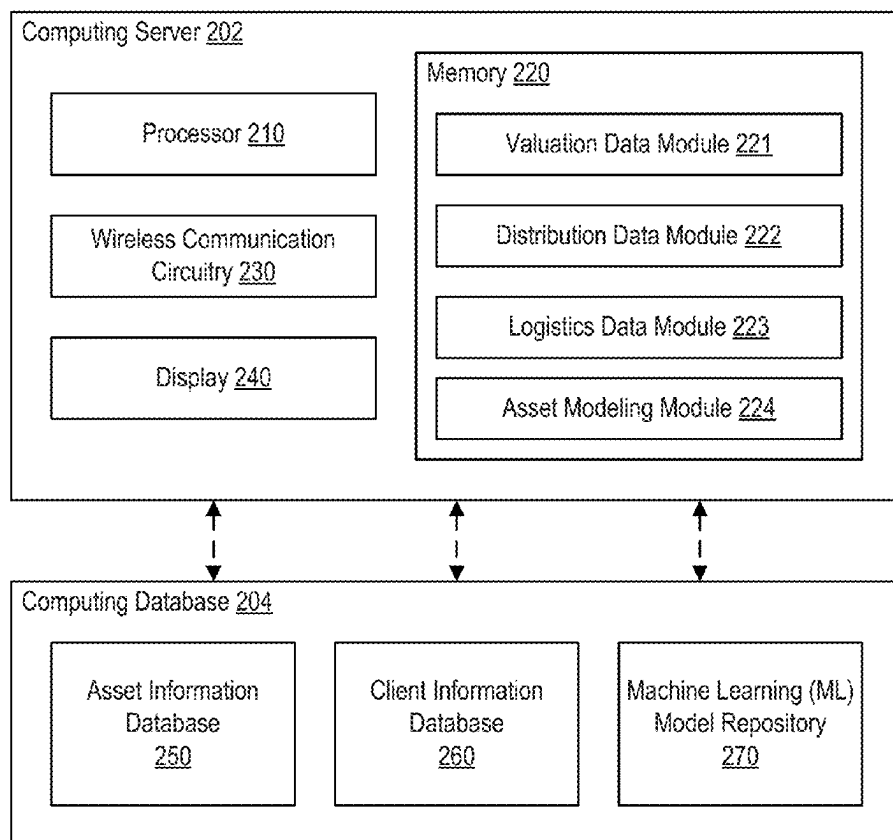 Computing Server 202
Processor 210
Wireless Communication
Circuitry 230
Display 240
Memory 220
Valuation Data Module 221
Distribution Data Module 222
Logistics Data Module 223
Asset Modeling Module 224
Computing Database 204
Asset Information
Database
250
Client Information
Database
260
Machine Learning (ML)
Model Repository
270